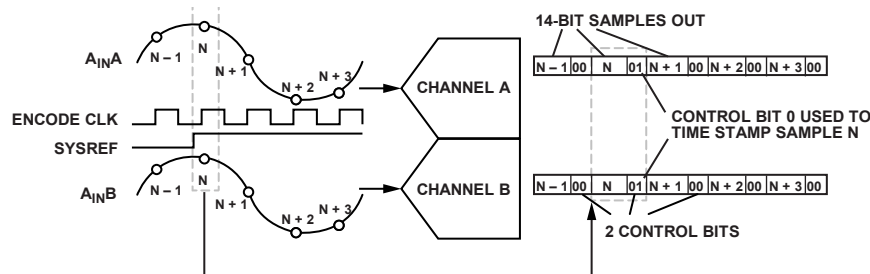 14-BIT SAMPLES OUT
AINA
N – 1
N
N + 1
N + 2
N + 3
CHANNEL A
N – 1 00 N 01 N + 1 00 N + 2 00 N + 3 00
ENCODE CLK
SYSREF
CONTROL BIT 0 USED TO
TIME STAMP SAMPLE N
AINB
N – 1
N
N + 1
N + 2
N + 3
CHANNEL B
N – 1 00 N 01 N + 1 00 N + 2 00 N + 3 00
2 CONTROL BITS